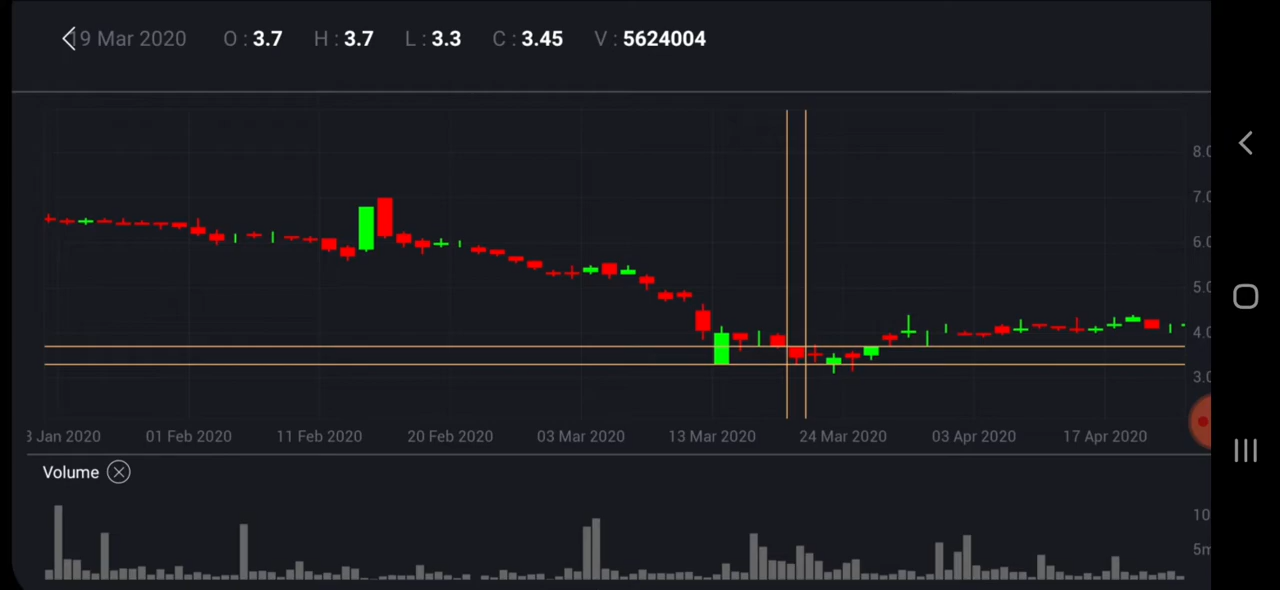 19 Mar 2020 O : 3.7 H : 3.7 L : 3.3 C : 3.45 V : 5624004
8.0
7.0
6.0
5.0
4.0
3.0
Jan 2020 01 Feb 2020 11 Feb 2020 20 Feb 2020 03 Mar 2020 13 Mar 2020 24 Mar 2020 03 Apr 2020 17 Apr 2020
Volume
10
5m